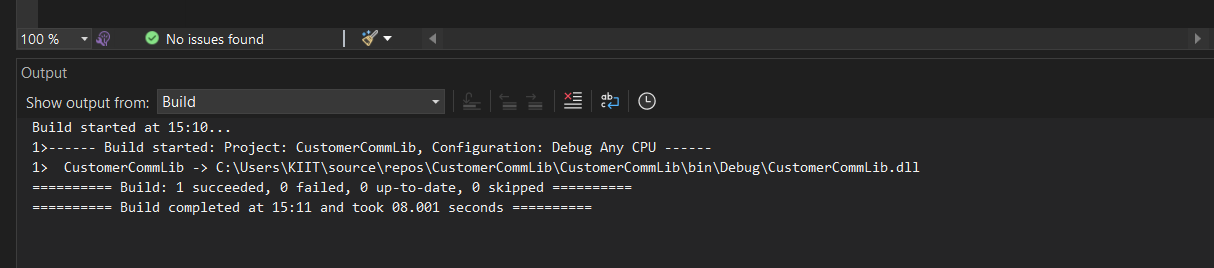 100 %
No issues found
Output
Show output from: Build
Build started at 15:10...
1>------ Build started: Project: CustomerCommLib, Configuration: Debug Any CPU ------
1>  CustomerCommLib -> C:\Users\KIIT\source\repos\CustomerCommLib\CustomerCommLib\bin\Debug\CustomerCommLib.dll
========== Build: 1 succeeded, 0 failed, 0 up-to-date, 0 skipped ==========
========== Build completed at 15:11 and took 08.001 seconds ==========